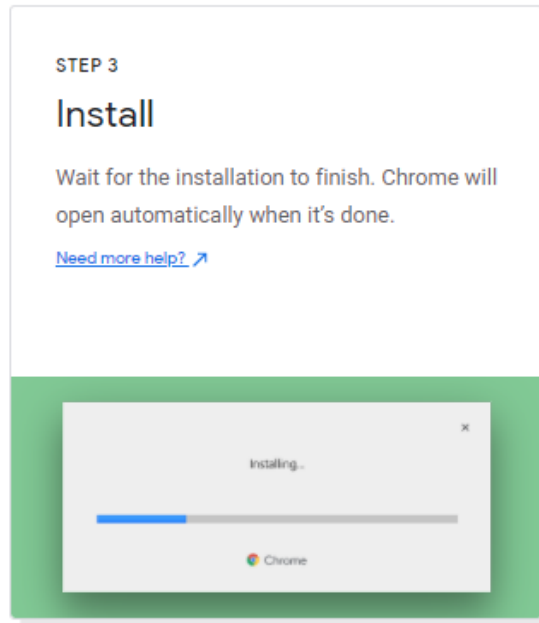 STEP 3
Install
Wait for the installation to finish. Chrome will
open automatically when it's done.
Need more help?
Installing...
Chrome